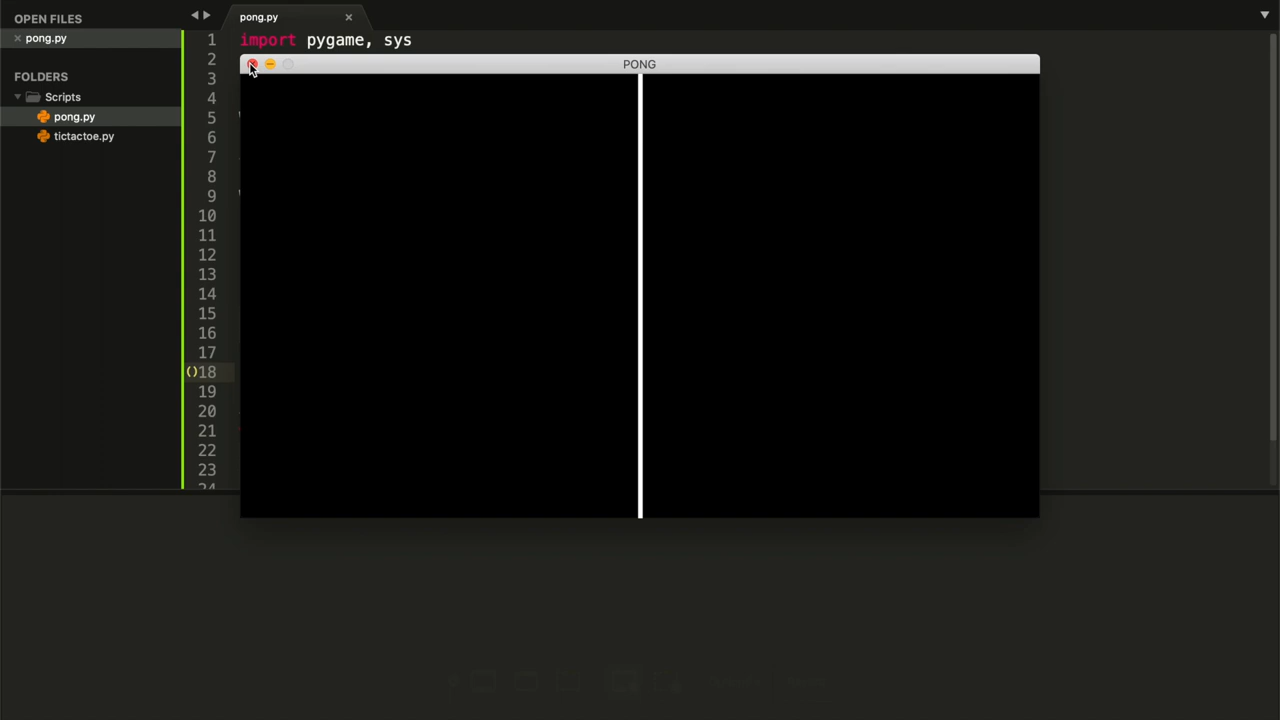 OPEN FILES
pong.py
FOLDERS
Scripts
pong.py
tictactoe.py
pong.py
1 import pygame, sys
2
PONG
3
4
5
6
7
8
9
10
11
12
13
14
15
16
17
()18
19
20
21
22
23
24